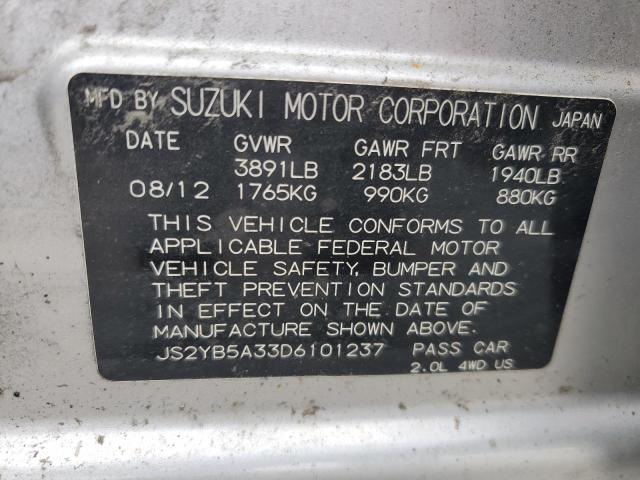 MFD BY SUZUKI MOTOR CORPORATION JAPAN
DATE GVWR GAWR FRT GAWR RR
3891LB 2183LB 1940LB
08/12 1765KG 990KG 880KG
THIS VEHICLE CONFORMS TO ALL
APPLICABLE FEDERAL MOTOR
VEHICLE SAFETY, BUMPER AND
THEFT PREVENTION STANDARDS
IN EFFECT ON THE DATE OF
MANUFACTURE SHOWN ABOVE.
JS2YB5A33D6101237 PASS CAR
2.0L 4WD US